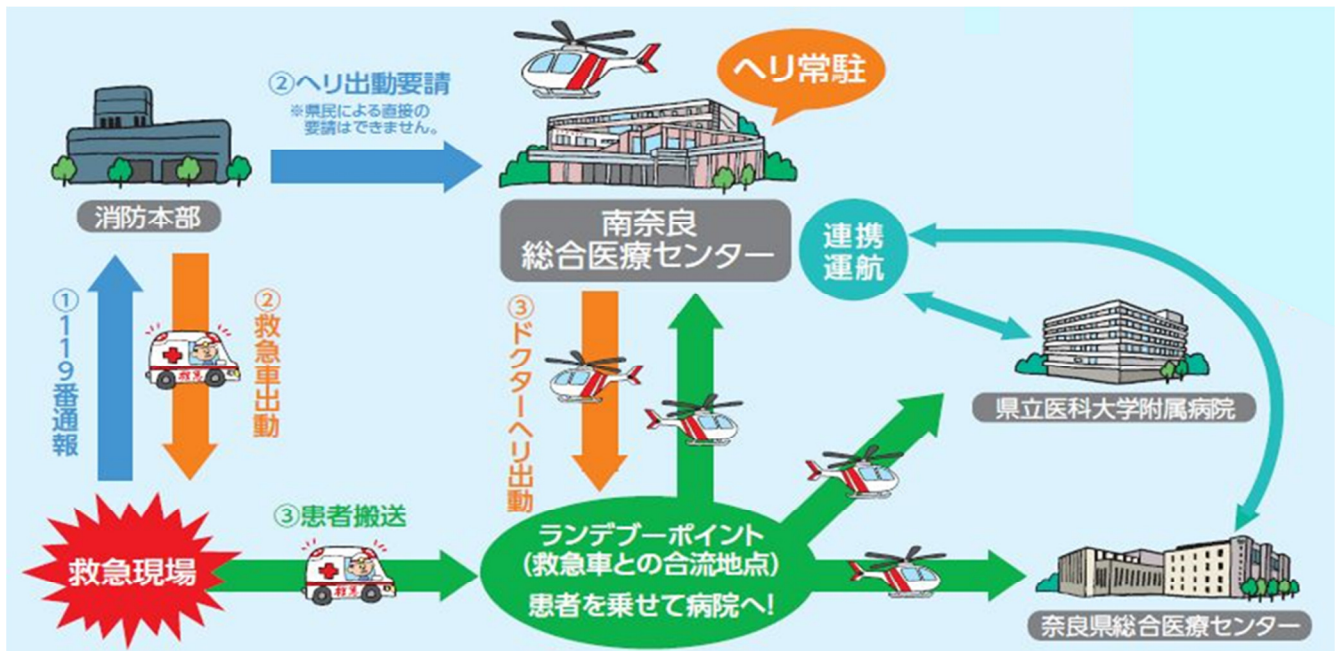 ②ヘリ出動要請
※県民による直接の
要請はできません。
ヘリ常駐
消防本部
南奈良
総合医療センター
連携
運航
①119番通報
②救急車出動
③ドクターヘリ出動
県立医科大学附属病院
救急現場
③患者搬送
ランデブーポイント
(救急車との合流地点)
患者を乗せて病院へ!
奈良県総合医療センター